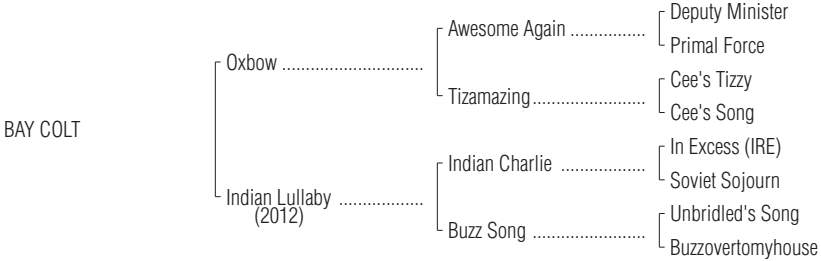 Deputy Minister
Awesome Again ................
Primal Force
Oxbow .............................
Cee's Tizzy
Tizamazing.......................
Cee's Song
BAY COLT
In Excess (IRE)
Indian Charlie .................
Soviet Sojourn
Indian Lullaby .................
(2012)
Unbridled's Song
Buzz Song .......................
Buzzovertomyhouse